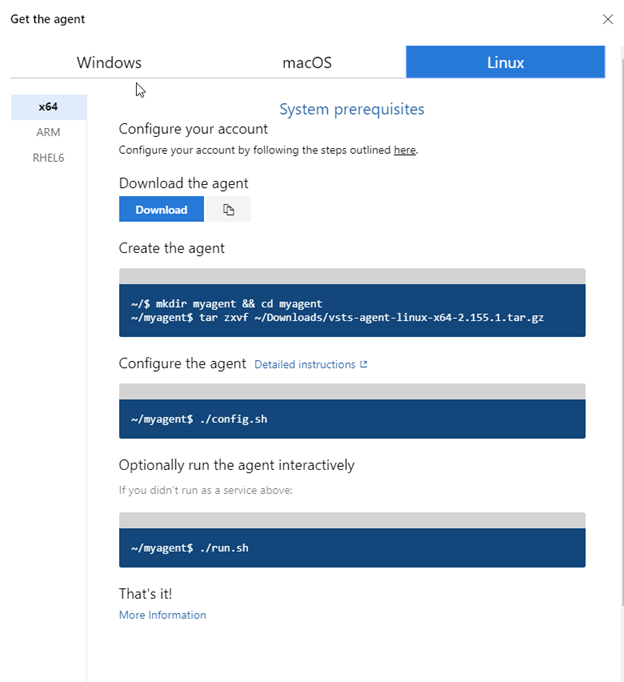 Get the agent
Windows
macOS
Linux
x64
ARM
RHEL6
System prerequisites
Configure your account
Configure your account by following the steps outlined here.
Download the agent
Download
Create the agent
~/$ mkdir myagent && cd myagent
~/myagent$ tar zxvf ~/Downloads/vsts-agent-linux-x64-2.155.1.tar.gz
Configure the agent Detailed instructions
~/myagent$ ./config.sh
Optionally run the agent interactively
If you didn't run as a service above:
~/myagent$ ./run.sh
That's it!
More Information